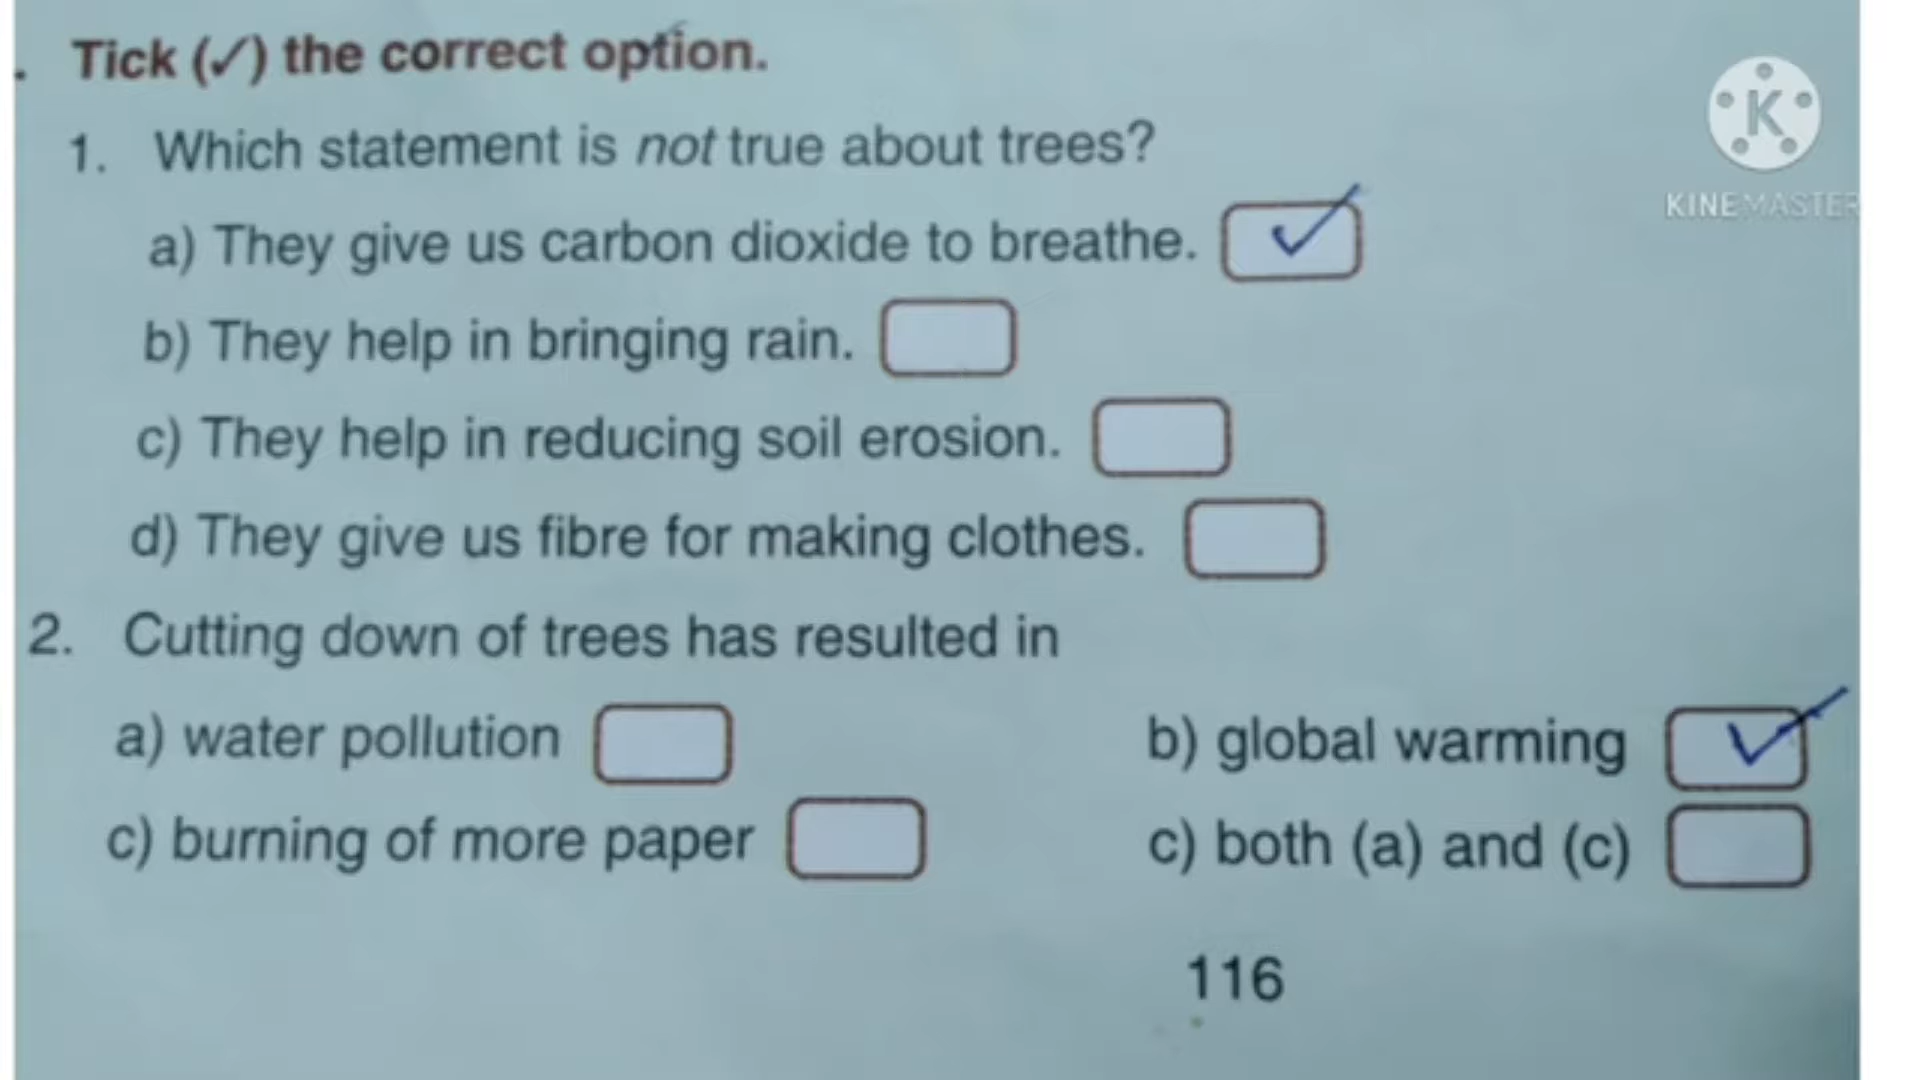 . Tick (✓) the correct option.
1. Which statement is not true about trees?
a) They give us carbon dioxide to breathe. ✓
b) They help in bringing rain.
c) They help in reducing soil erosion.
d) They give us fibre for making clothes.
2. Cutting down of trees has resulted in
a) water pollution b) global warming ✓
c) burning of more paper c) both (a) and (c)
116
K
KINEMASTER